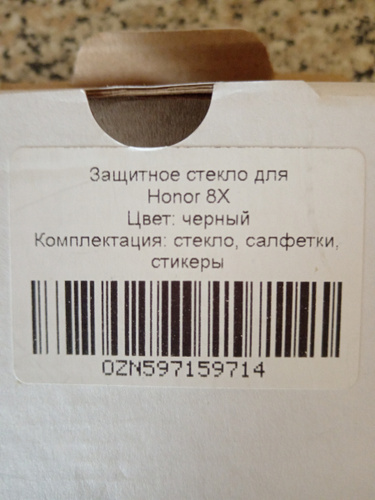 Защитное стекло для
Honor 8X
Цвет: черный
Комплектация: стекло, салфетки,
стикеры
OZN597159714